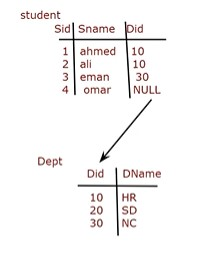 student
Sid Sname Did
1 ahmed 10
2 ali 10
3 eman 30
4 omar NULL
Dept
Did DName
10 HR
20 SD
30 NC